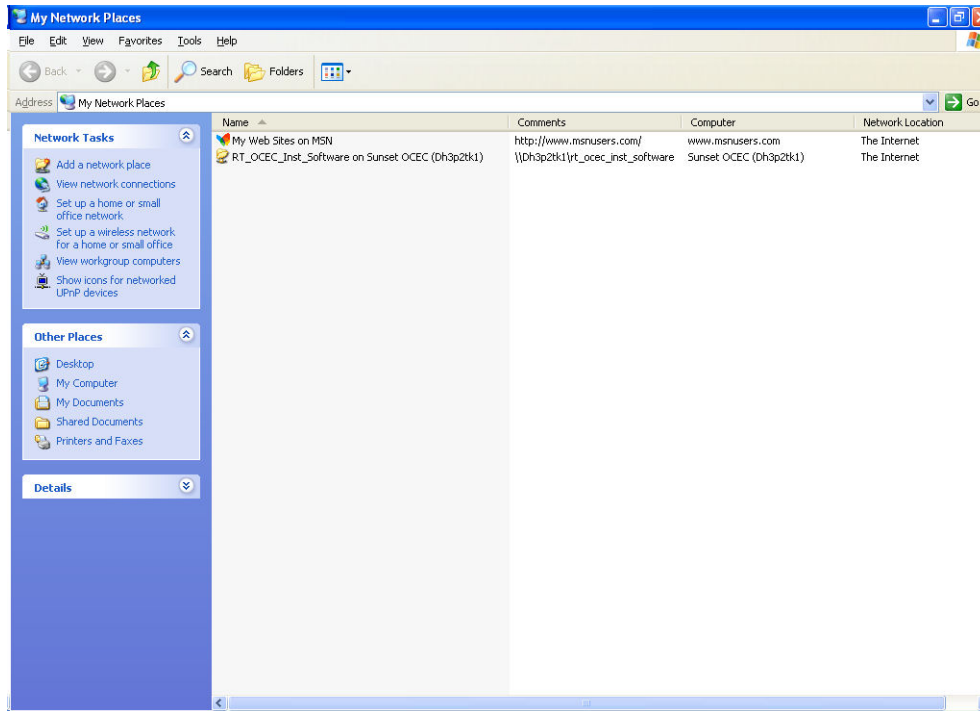 My Network Places
File Edit View Favorites Tools Help
Back Search Folders
Address My Network Places Go
Network Tasks
Add a network place
View network connections
Set up a home or small
office network
Set up a wireless network
for a home or small office
View workgroup computers
Show icons for networked
UPnP devices
Other Places
Desktop
My Computer
My Documents
Shared Documents
Printers and Faxes
Details
Name Comments Computer Network Location
My Web Sites on MSN http://www.msnusers.com/ www.msnusers.com The Internet
RT_OCEC_Inst_Software on Sunset OCEC (Dh3p2tk1) \\Dh3p2tk1\rt_ocec_inst_software Sunset OCEC (Dh3p2tk1) The Internet